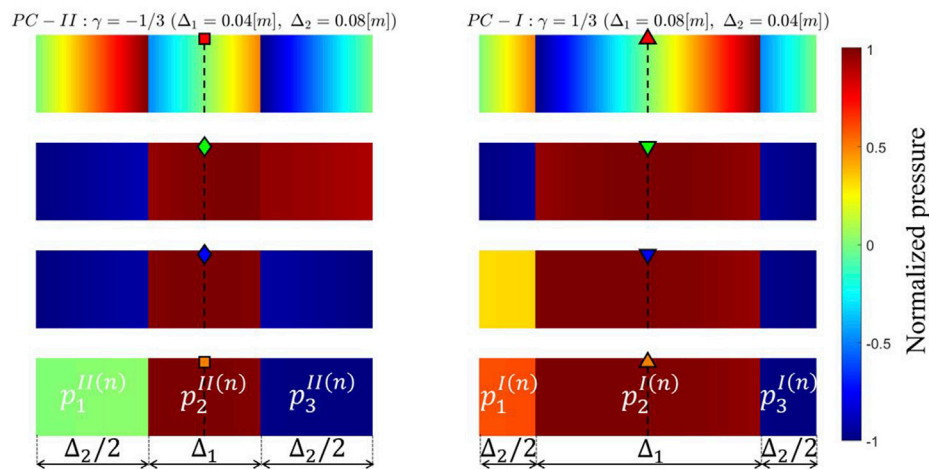 PC − II : γ = −1/3 (Δ₁ = 0.04[m], Δ₂ = 0.08[m])
PC − I : γ = 1/3 (Δ₁ = 0.08[m], Δ₂ = 0.04[m])
1
0.5
0
-0.5
-1
Normalized pressure
p₁^{II(n)} p₂^{II(n)} p₃^{II(n)}
Δ₂/2 Δ₁ Δ₂/2
p₁^{I(n)} p₂^{I(n)} p₃^{I(n)}
Δ₂/2 Δ₁ Δ₂/2